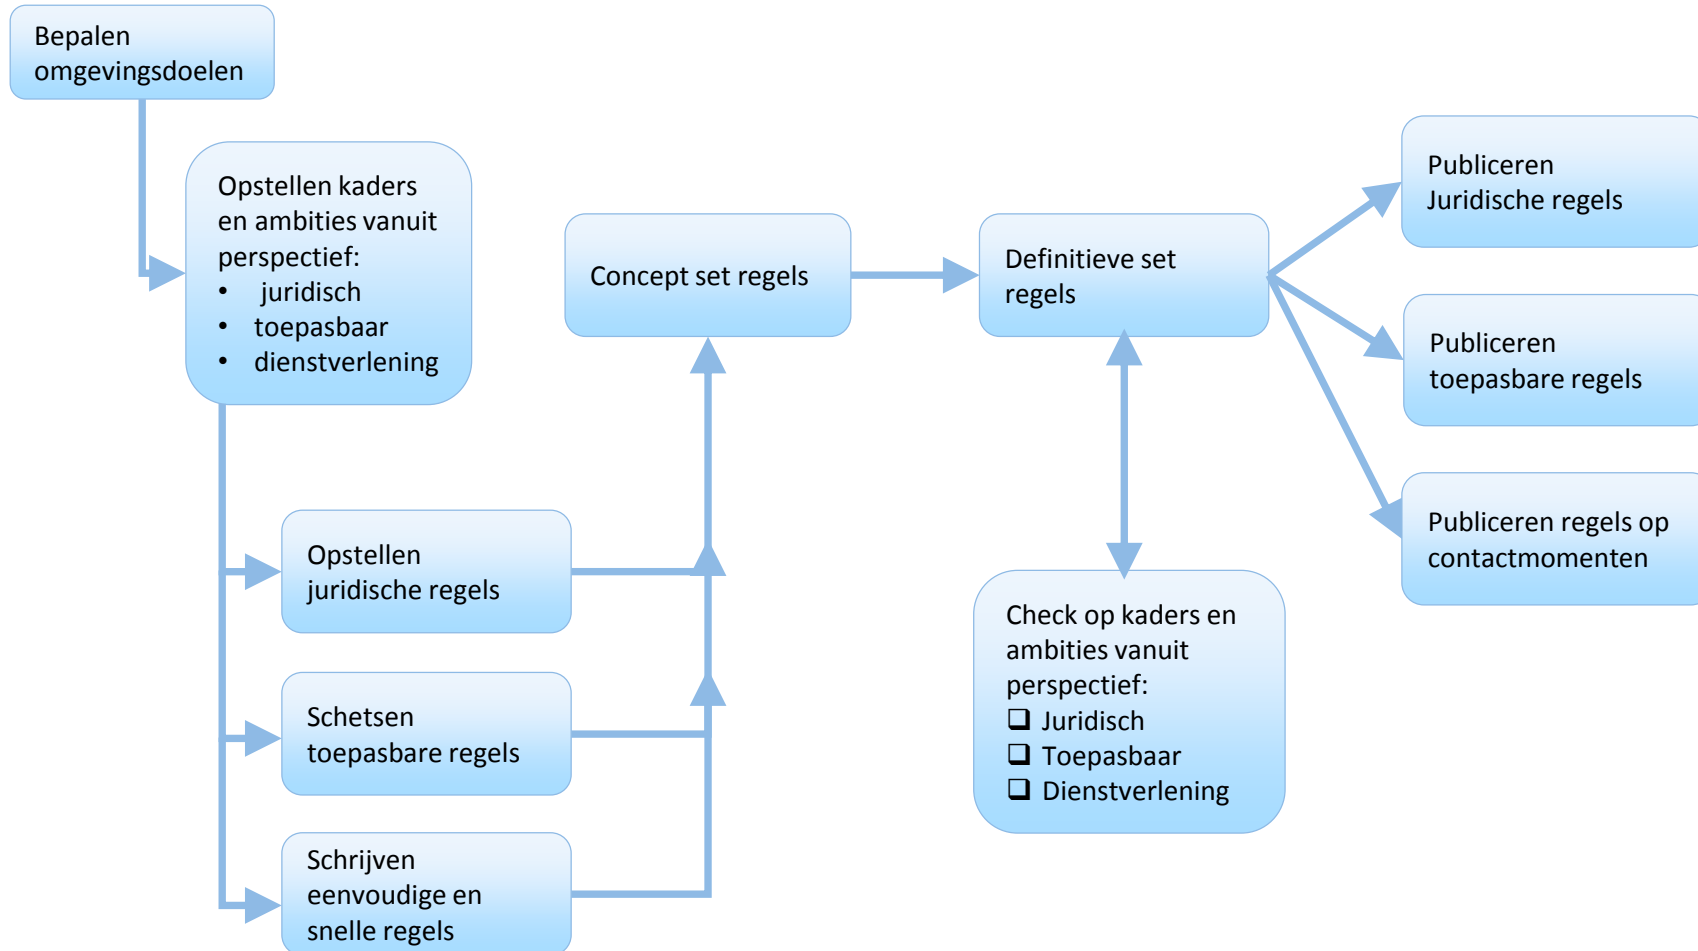 Bepalen
omgevingsdoelen
Opstellen kaders
en ambities vanuit
perspectief:
• juridisch
• toepasbaar
• dienstverlening
Opstellen
juridische regels
Schetsen
toepasbare regels
Schrijven
eenvoudige en
snelle regels
Concept set regels
Definitieve set
regels
Check op kaders en
ambities vanuit
perspectief:
❑ Juridisch
❑ Toepasbaar
❑ Dienstverlening
Publiceren
Juridische regels
Publiceren
toepasbare regels
Publiceren regels op
contactmomenten